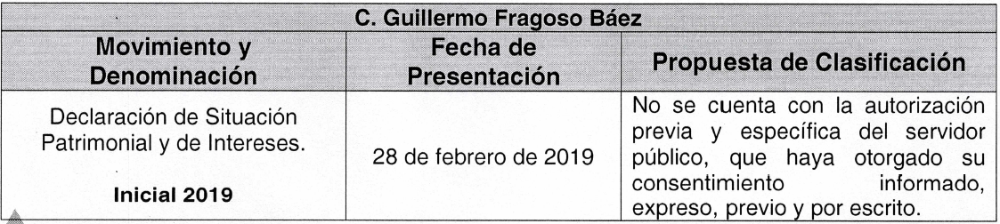 C. Guillermo Fragoso Báez
Movimiento y
Denominación
Fecha de
Presentación
Propuesta de Clasificación
Declaración de Situación
Patrimonial y de Intereses.
Inicial 2019
28 de febrero de 2019
No se cuenta con la autorización
previa y específica del servidor
público, que haya otorgado su
consentimiento informado,
expreso, previo y por escrito.